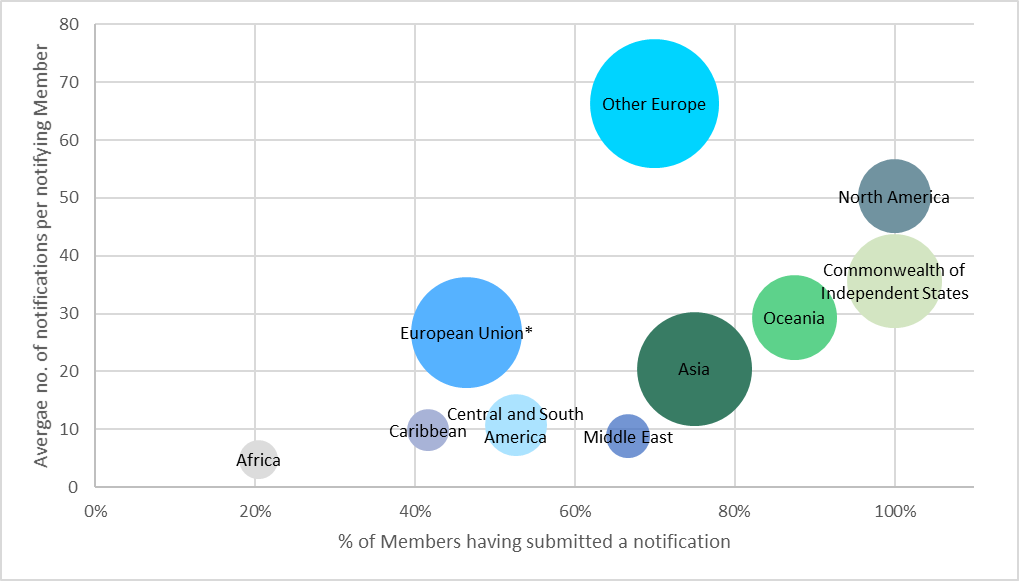 Avergae no. of notifications per notifying Member
80
70
60
50
40
30
20
10
0
Other Europe
North America
Commonwealth of
Independent States
Oceania
European Union*
Asia
Central and South
America
Caribbean
Middle East
Africa
0%
20%
40%
60%
80%
100%
% of Members having submitted a notification